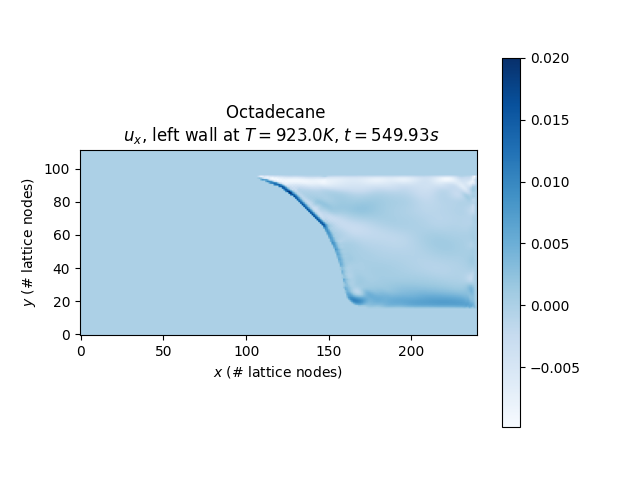 Octadecane
u_x, left wall at T = 923.0K, t = 549.93s
0.020
0.015
0.010
0.005
0.000
−0.005
100
80
60
40
20
0
y (# lattice nodes)
0 50 100 150 200
x (# lattice nodes)